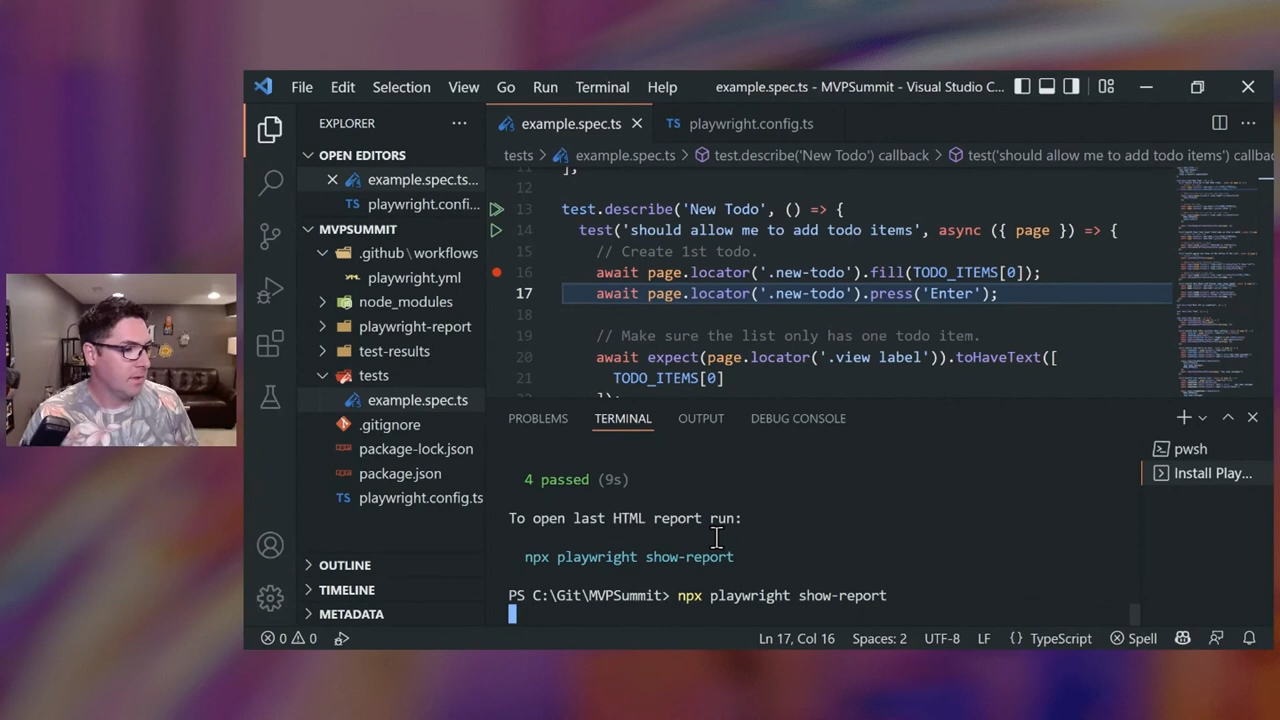 File Edit Selection View Go Run Terminal Help example.spec.ts - MVPSummit - Visual Studio C...
EXPLORER
OPEN EDITORS
example.spec.ts...
playwright.confi...
MVPSUMMIT
.github\workflows
playwright.yml
node_modules
playwright-report
test-results
tests
example.spec.ts
.gitignore
package-lock.json
package.json
playwright.config.ts
OUTLINE
TIMELINE
METADATA
example.spec.ts TS playwright.config.ts
tests > example.spec.ts > test.describe('New Todo') callback > test('should allow me to add todo items') callba
11 ];
12
13 test.describe('New Todo', () => {
14 test('should allow me to add todo items', async ({ page }) => {
15 // Create 1st todo.
16 await page.locator('.new-todo').fill(TODO_ITEMS[0]);
17 await page.locator('.new-todo').press('Enter');
18
19 // Make sure the list only has one todo item.
20 await expect(page.locator('.view label')).toHaveText([
21 TODO_ITEMS[0]
22 ]);
PROBLEMS TERMINAL OUTPUT DEBUG CONSOLE
4 passed (9s)
To open last HTML report run:
npx playwright show-report
PS C:\Git\MVPSummit> npx playwright show-report
pwsh
Install Play...
0 0 Ln 17, Col 16 Spaces: 2 UTF-8 LF {} TypeScript Spell